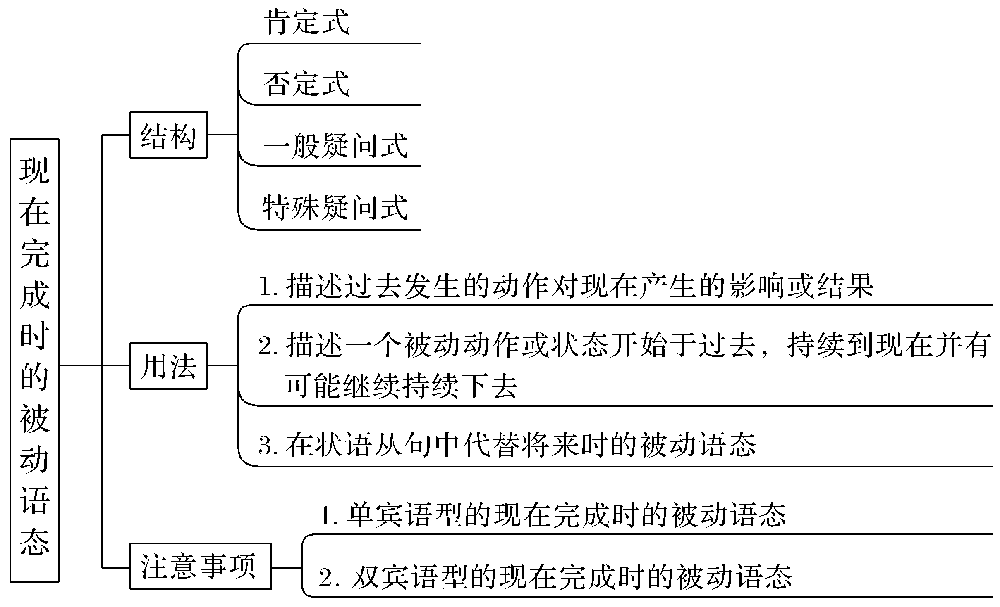 现在完成时的被动语态
结构
肯定式
否定式
一般疑问式
特殊疑问式
用法
1. 描述过去发生的动作对现在产生的影响或结果
2. 描述一个被动动作或状态开始于过去，持续到现在并有
可能继续持续下去
3. 在状语从句中代替将来时的被动语态
注意事项
1. 单宾语型的现在完成时的被动语态
2. 双宾语型的现在完成时的被动语态